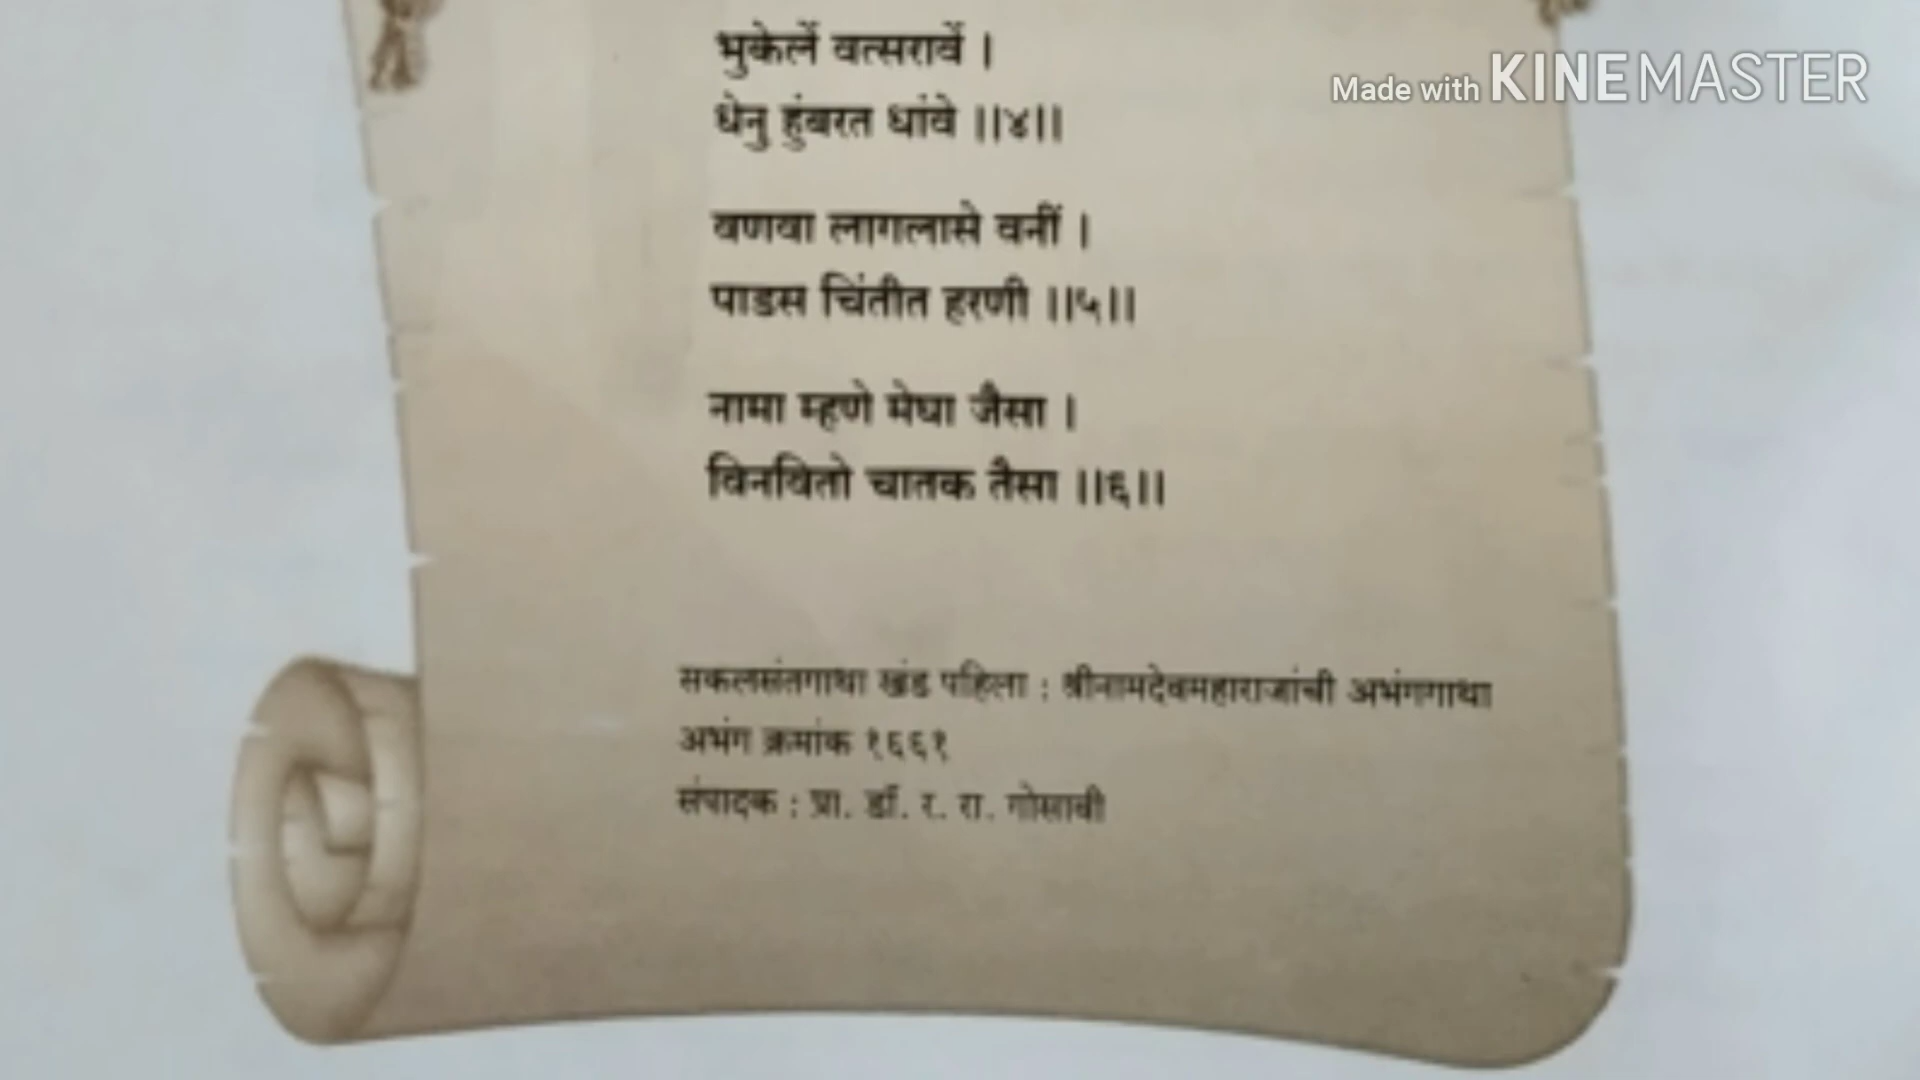 भुकेलें वत्सरावें ।
धेनु हुंबरत धांवे ।।४।।
Made with KINEMASTER
वणवा लागलासे वनीं ।
पाडस चिंतीत हरणी ।।५।।
नामा म्हणे मेघा जैसा ।
विनवितो चातक तैसा ।।६।।
सकलसंतगाथा खंड पहिला : श्रीनामदेवमहाराजांची अभंगगाथा
अभंग क्रमांक १६६१
संपादक : प्रा. डॉ. र. रा. गोसावी